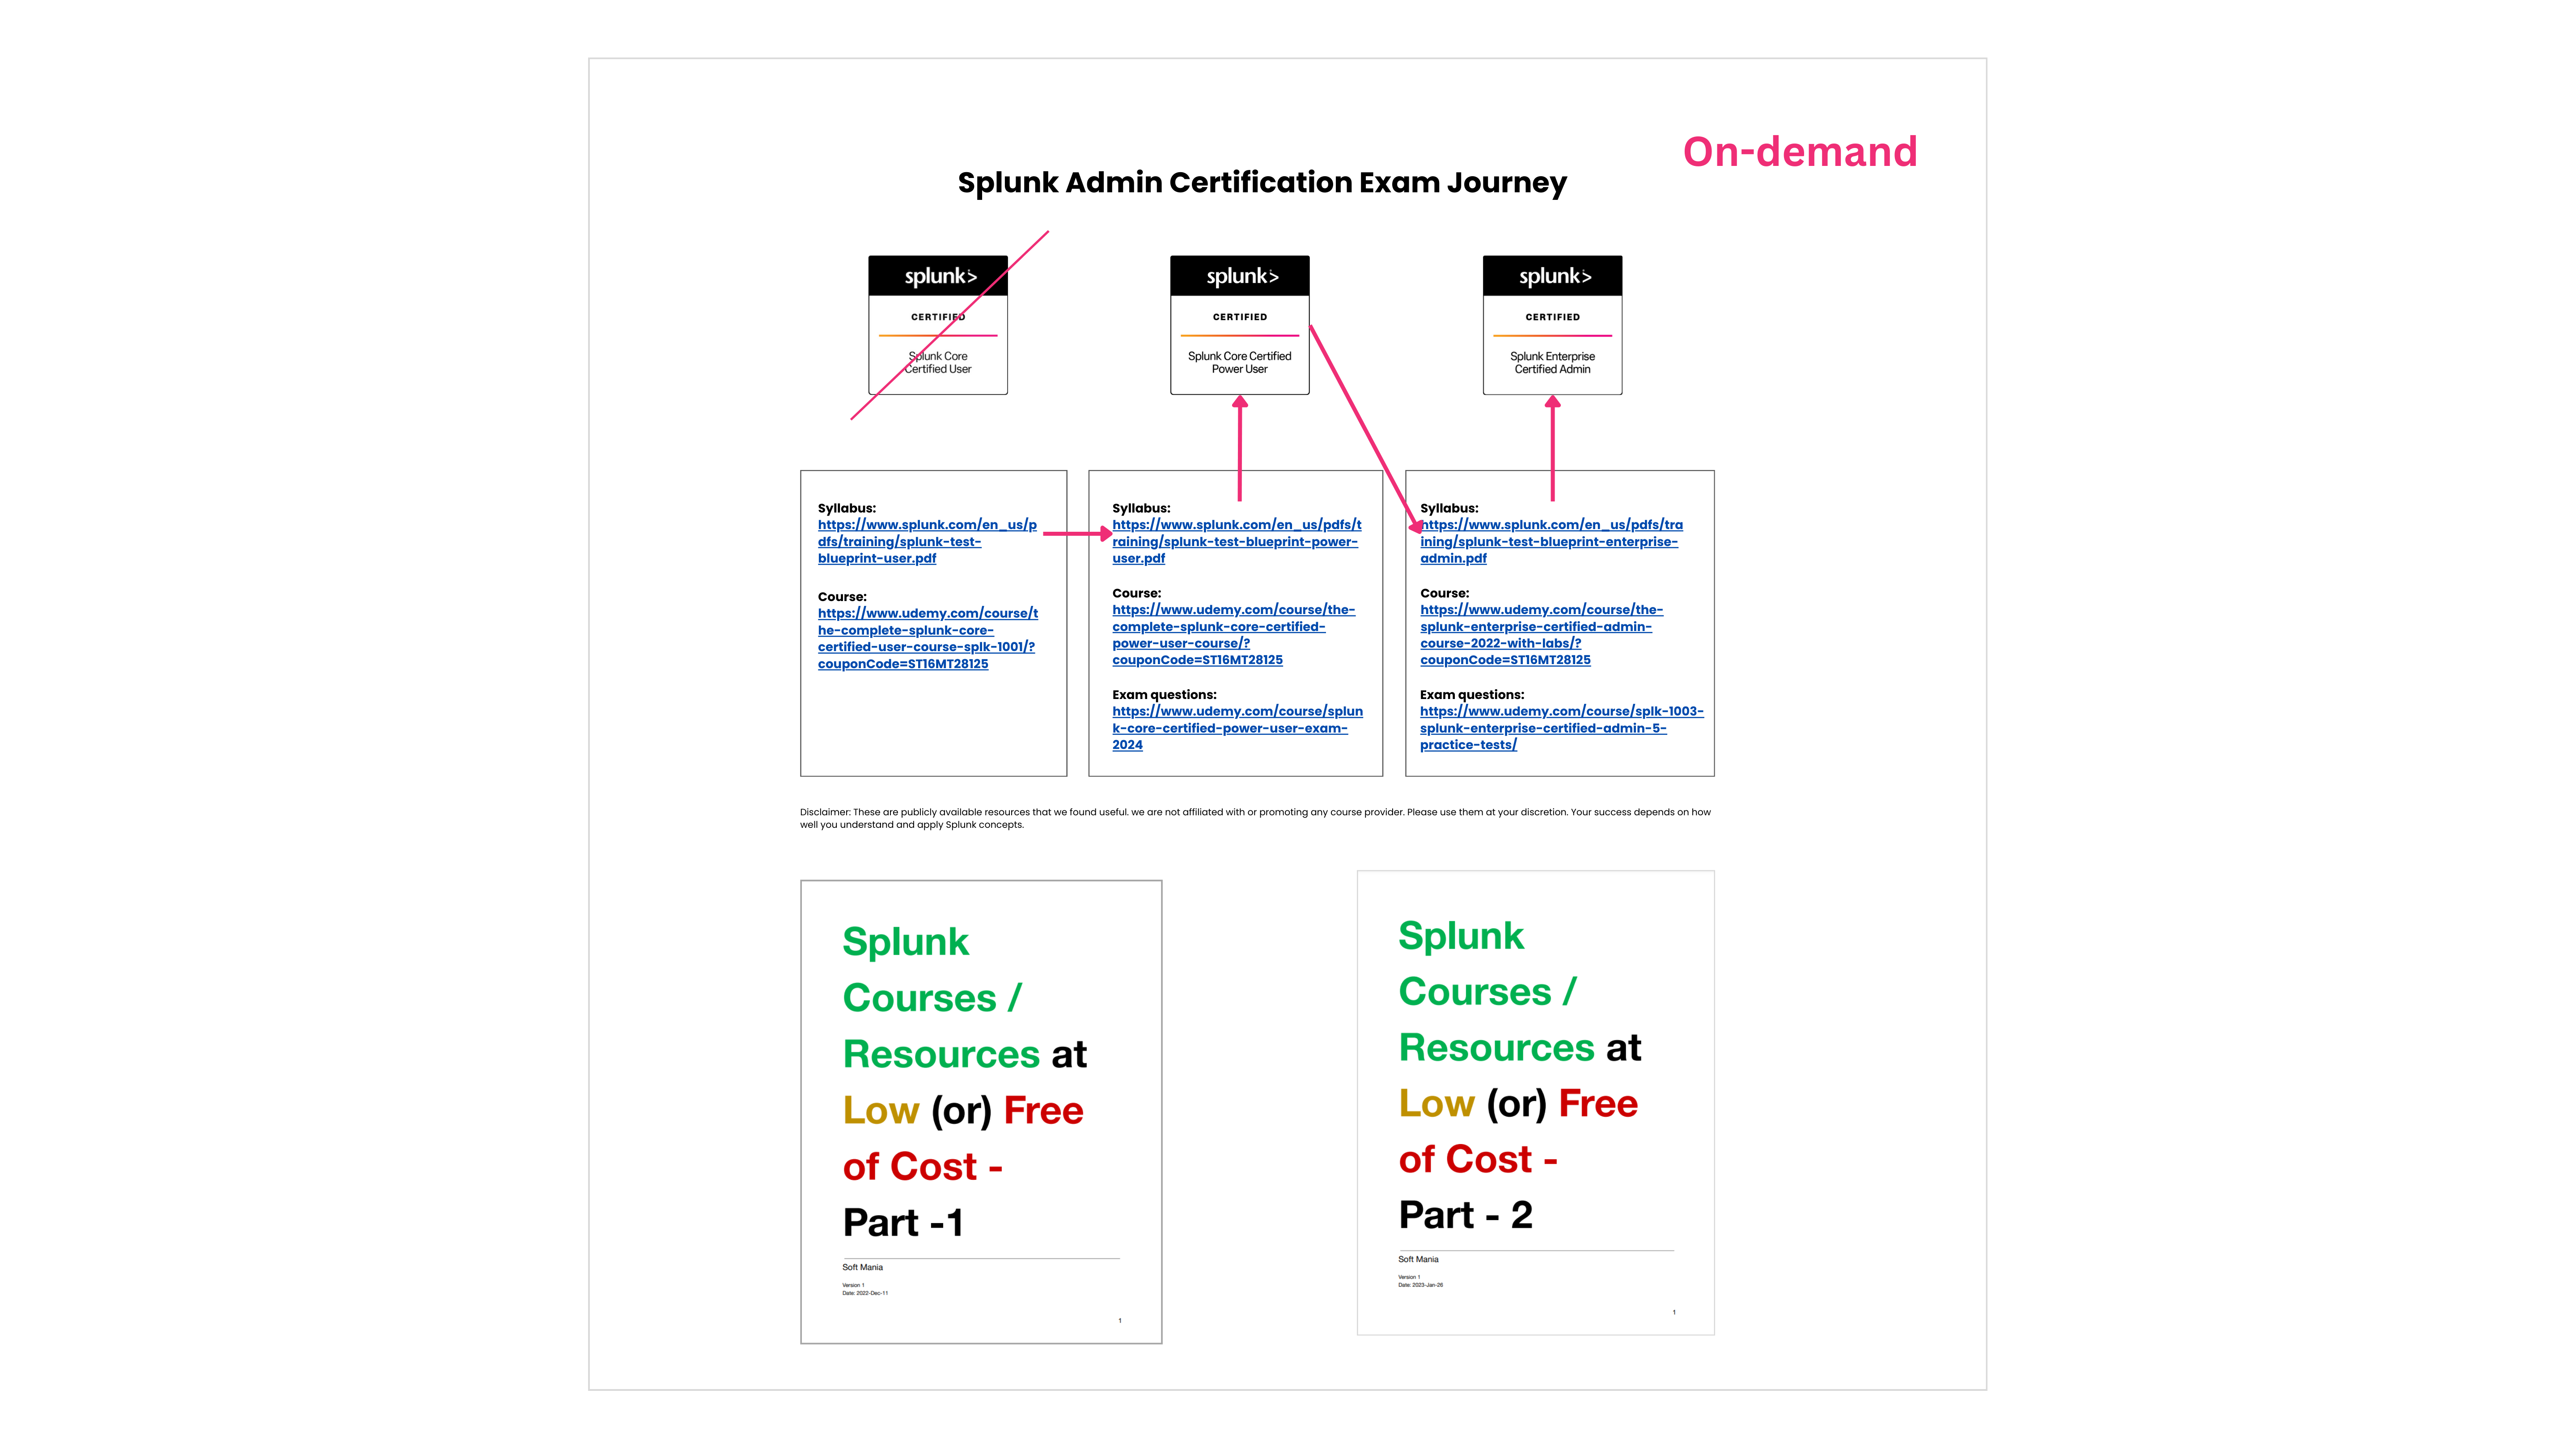 On-demand
Splunk Admin Certification Exam Journey
splunk>
CERTIFIED
Splunk Core
Certified User
splunk>
CERTIFIED
Splunk Core Certified
Power User
splunk>
CERTIFIED
Splunk Enterprise
Certified Admin
Syllabus:
https://www.splunk.com/en_us/p
dfs/training/splunk-test-
blueprint-user.pdf
Course:
https://www.udemy.com/course/t
he-complete-splunk-core-
certified-user-course-splk-1001/?
couponCode=ST16MT28125
Syllabus:
https://www.splunk.com/en_us/pdfs/t
raining/splunk-test-blueprint-power-
user.pdf
Course:
https://www.udemy.com/course/the-
complete-splunk-core-certified-
power-user-course/?
couponCode=ST16MT28125
Exam questions:
https://www.udemy.com/course/splun
k-core-certified-power-user-exam-
2024
Syllabus:
https://www.splunk.com/en_us/pdfs/tra
ining/splunk-test-blueprint-enterprise-
admin.pdf
Course:
https://www.udemy.com/course/the-
splunk-enterprise-certified-admin-
course-2022-with-labs/?
couponCode=ST16MT28125
Exam questions:
https://www.udemy.com/course/splk-1003-
splunk-enterprise-certified-admin-5-
practice-tests/
Disclaimer: These are publicly available resources that we found useful. we are not affiliated with or promoting any course provider. Please use them at your discretion. Your success depends on how
well you understand and apply Splunk concepts.
Splunk
Courses /
Resources at
Low (or) Free
of Cost -
Part -1
Soft Mania
Version 1
Date: 2022-Dec-11
1
Splunk
Courses /
Resources at
Low (or) Free
of Cost -
Part - 2
Soft Mania
Version 1
Date: 2023-Jan-26
1